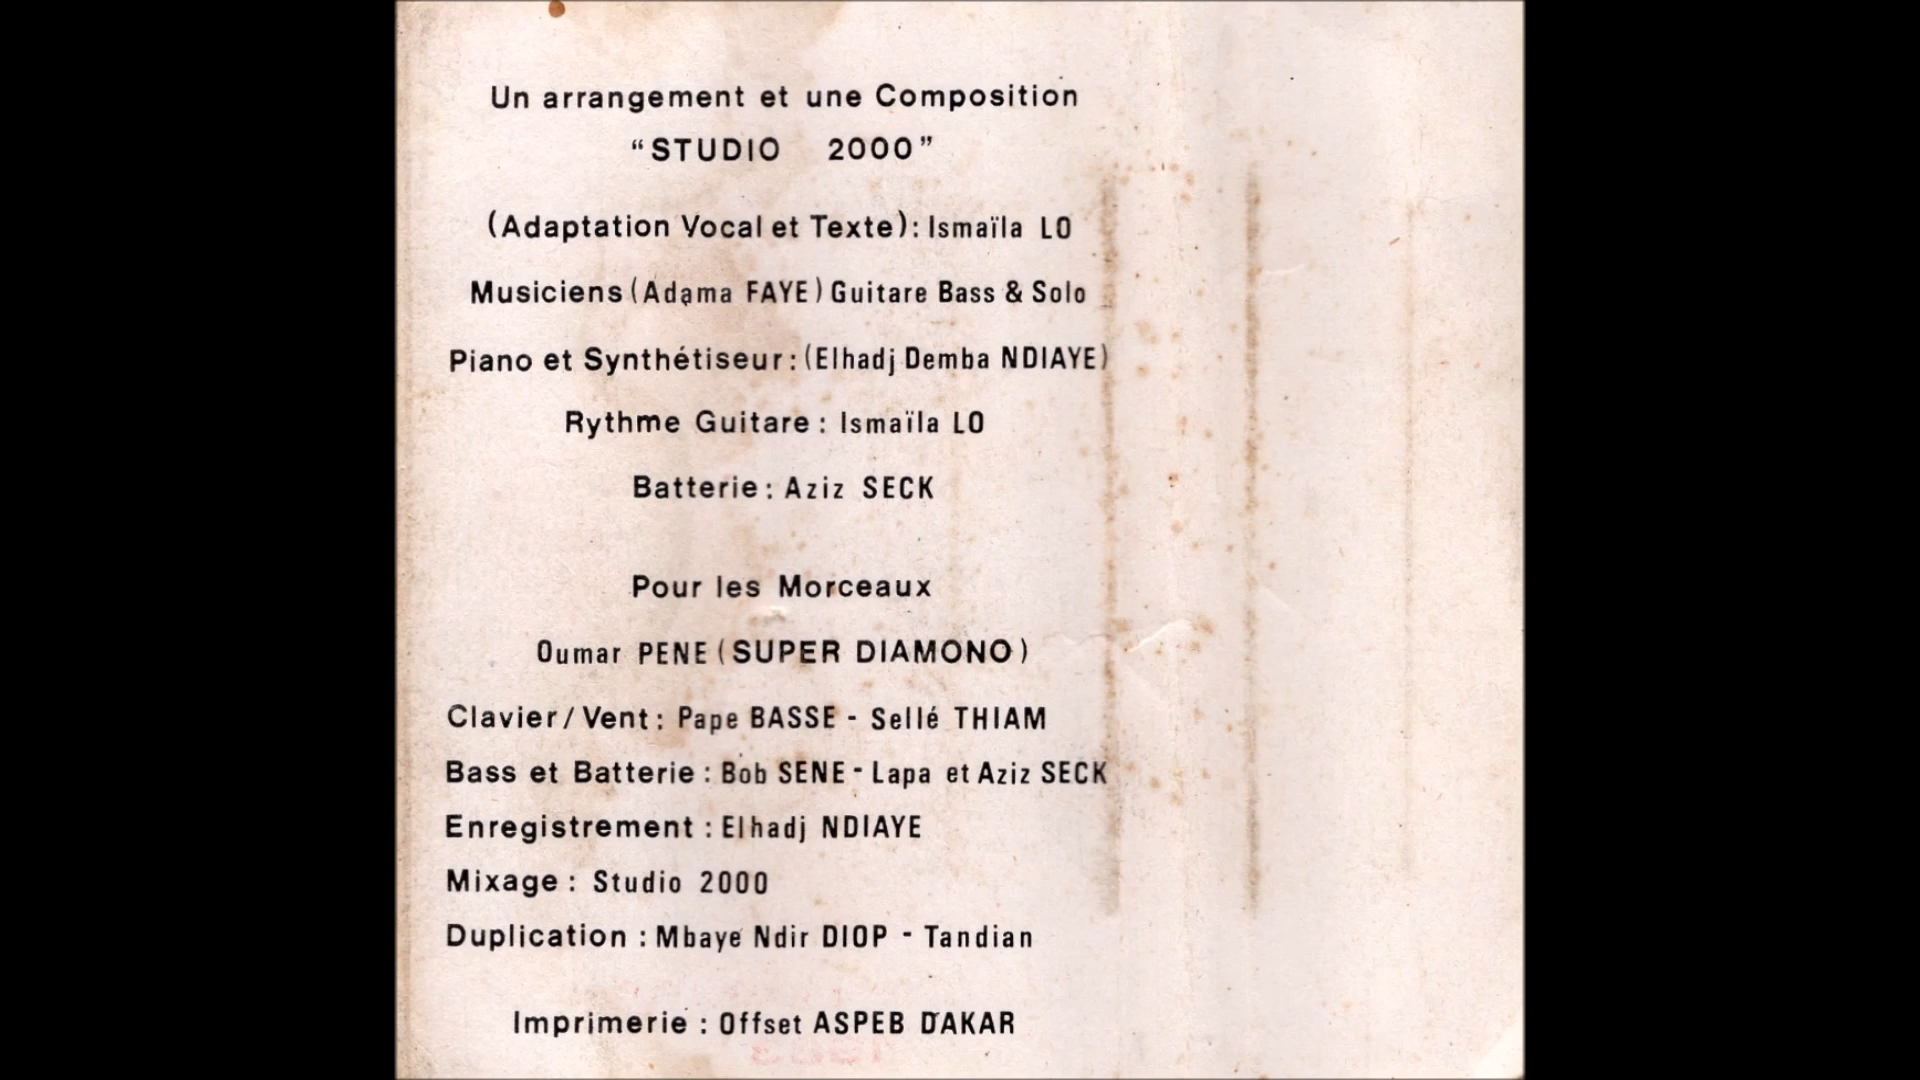 Un arrangement et une Composition
“STUDIO 2000”
(Adaptation Vocal et Texte): Ismaïla LO
Musiciens (Adama FAYE) Guitare Bass & Solo
Piano et Synthétiseur: (Elhadj Demba NDIAYE)
Rythme Guitare : Ismaïla LO
Batterie : Aziz SECK
Pour les Morceaux
Oumar PENE (SUPER DIAMONO)
Clavier / Vent : Pape BASSE - Sellé THIAM
Bass et Batterie : Bob SENE - Lapa et Aziz SECK
Enregistrement : Elhadj NDIAYE
Mixage : Studio 2000
Duplication : Mbaye Ndir DIOP - Tandian
Imprimerie : Offset ASPEB DAKAR